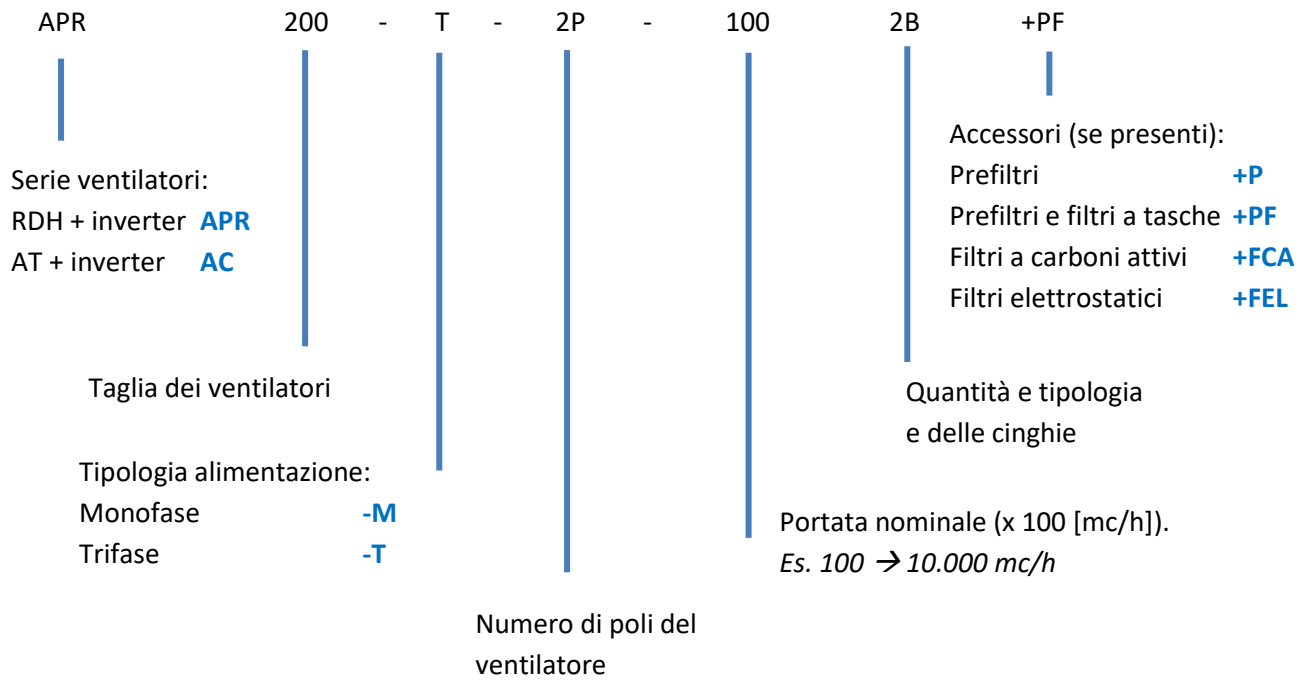 APR 200 - T - 2P - 100 2B +PF
Accessori (se presenti):
Prefiltri +P
Prefiltri e filtri a tasche +PF
Filtri a carboni attivi +FCA
Filtri elettrostatici +FEL
Serie ventilatori:
RDH + inverter APR
AT + inverter AC
Taglia dei ventilatori
Quantità e tipologia
e delle cinghie
Tipologia alimentazione:
Monofase -M
Trifase -T
Portata nominale (x 100 [mc/h]).
Es. 100 → 10.000 mc/h
Numero di poli del
ventilatore